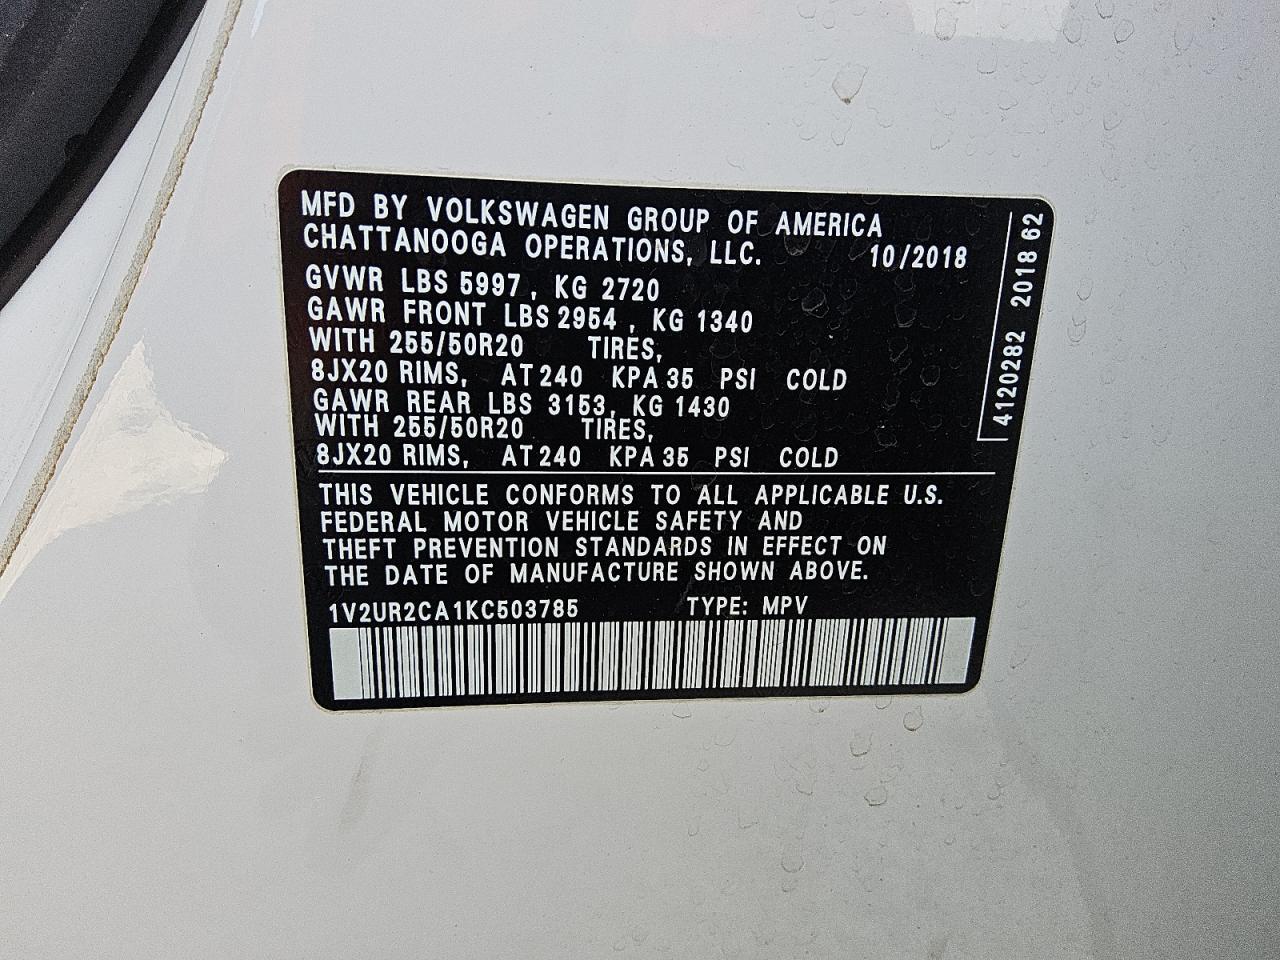 MFD BY VOLKSWAGEN GROUP OF AMERICA
CHATTANOOGA OPERATIONS, LLC. 10/2018
GVWR LBS 5997, KG 2720
GAWR FRONT LBS 2954, KG 1340
WITH 255/50R20 TIRES,
8JX20 RIMS, AT 240 KPA 35 PSI COLD
GAWR REAR LBS 3153, KG 1430
WITH 255/50R20 TIRES,
8JX20 RIMS, AT 240 KPA 35 PSI COLD
THIS VEHICLE CONFORMS TO ALL APPLICABLE U.S.
FEDERAL MOTOR VEHICLE SAFETY AND
THEFT PREVENTION STANDARDS IN EFFECT ON
THE DATE OF MANUFACTURE SHOWN ABOVE.
1V2UR2CA1KC503785 TYPE: MPV
4120282 2018 62